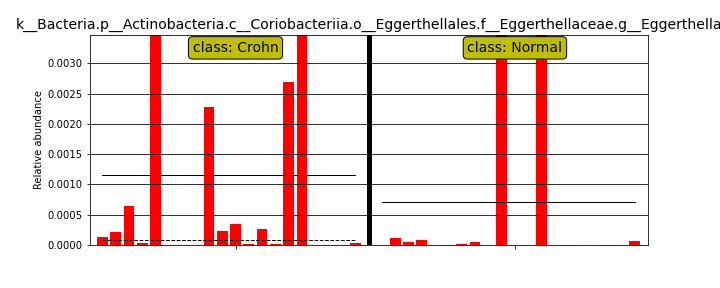 k__Bacteria.p__Actinobacteria.c__Coriobacteriia.o__Eggerthellales.f__Eggerthellaceae.g__Eggerthella
class: Crohn
class: Normal
0.0030
0.0025
0.0020
0.0015
0.0010
0.0005
0.0000
Relative abundance